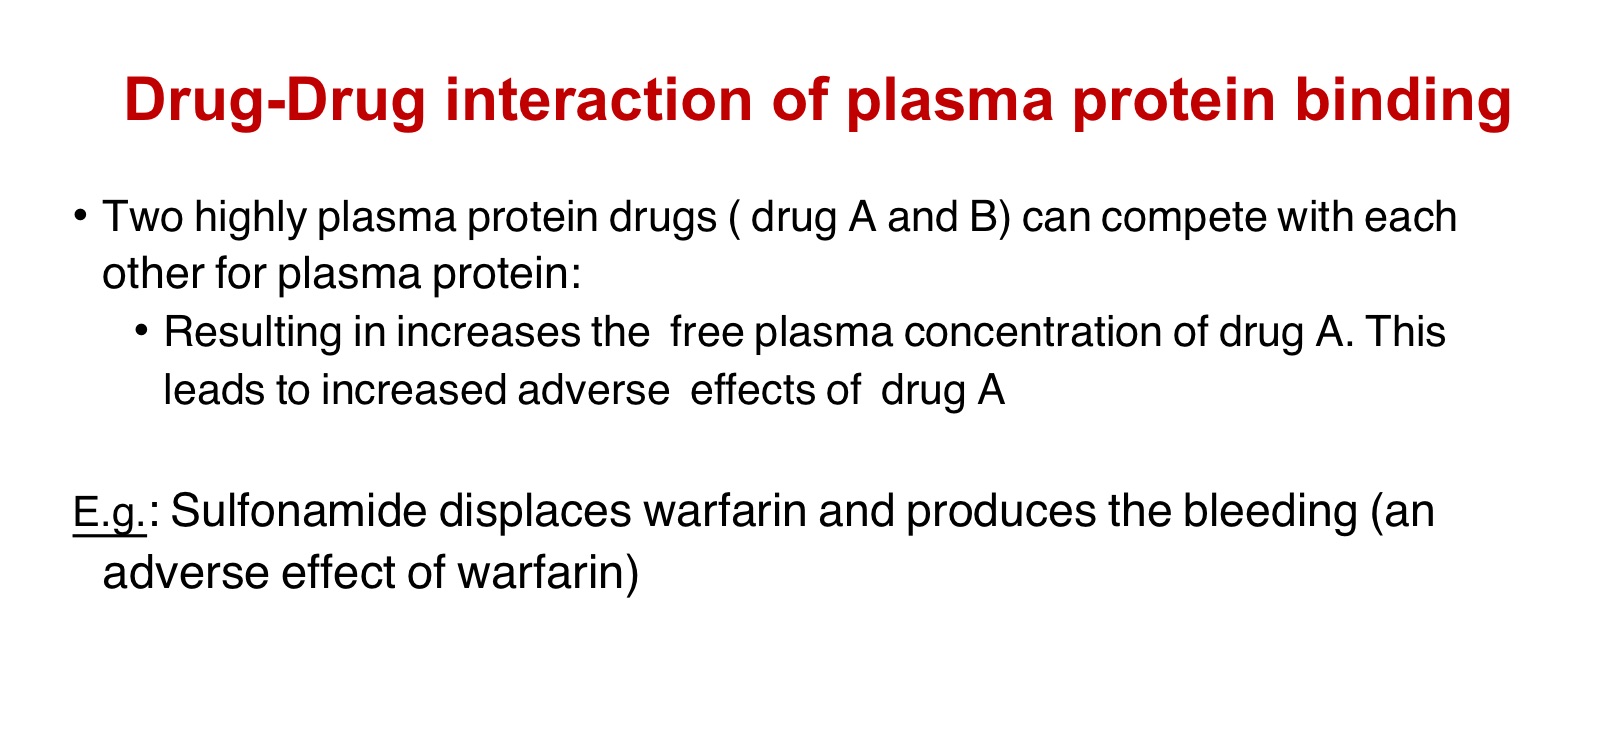 Drug-Drug interaction of plasma protein binding
• Two highly plasma protein drugs ( drug A and B) can compete with each
other for plasma protein:
• Resulting in increases the  free plasma concentration of drug A. This
leads to increased adverse  effects of  drug A
E.g.: Sulfonamide displaces warfarin and produces the bleeding (an
adverse effect of warfarin)